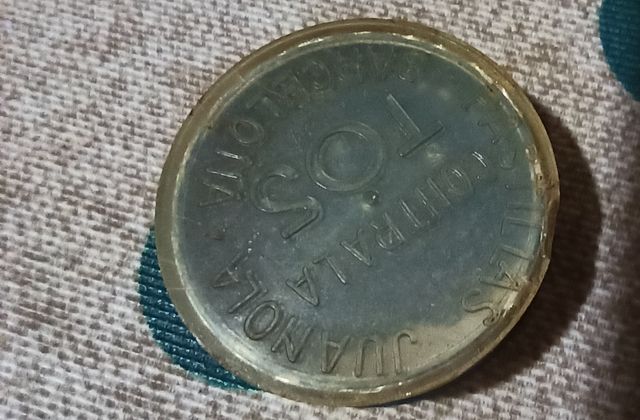 PASTILLAS JUANOLA · BARCELONA ·
CONTRA LA
TOS